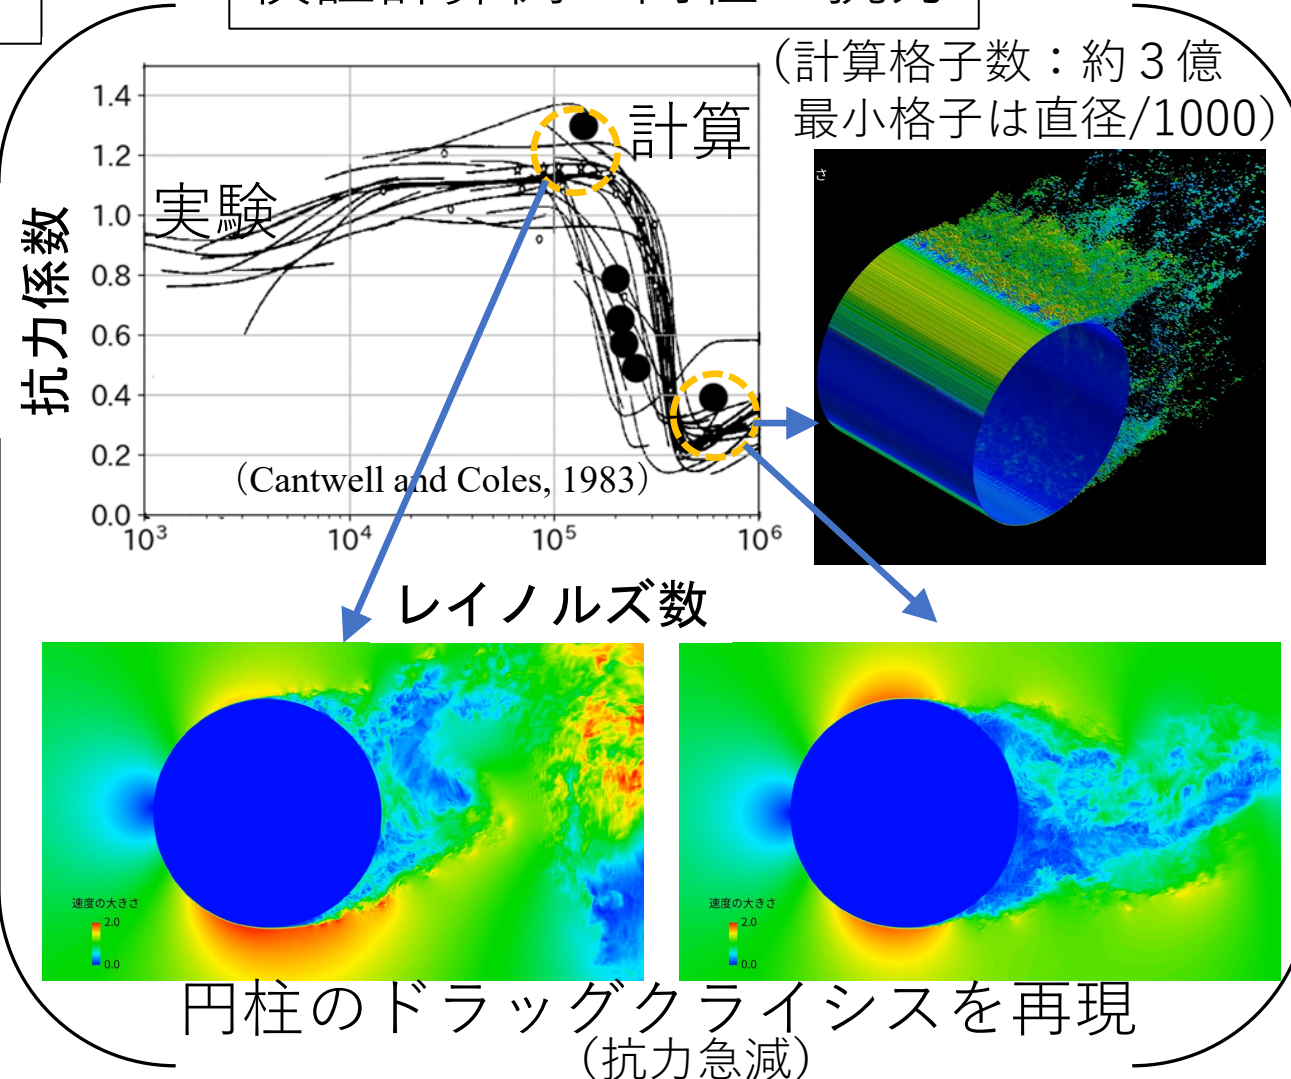 （計算格子数：約３億
最小格子は直径/1000）
1.4
1.2
1.0
0.8
0.6
0.4
0.2
0.0
計算
実験
抗力係数
（Cantwell and Coles, 1983）
10³
10⁴
10⁵
10⁶
レイノルズ数
さ
速度の大きさ
2.0
0.0
速度の大きさ
2.0
0.0
円柱のドラッグクライシスを再現
（抗力急減）